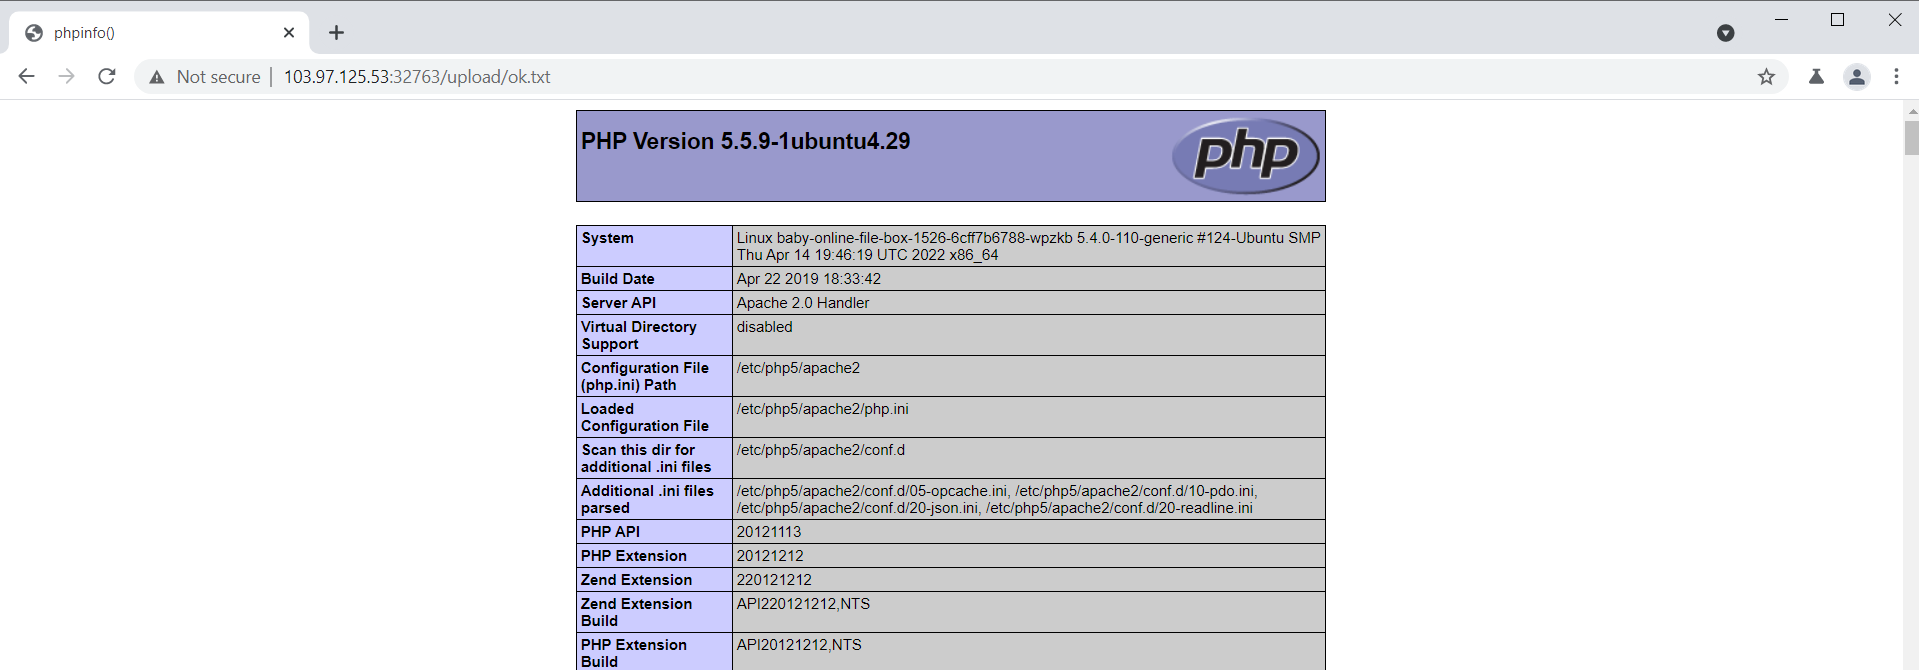 phpinfo()
Not secure | 103.97.125.53:32763/upload/ok.txt
PHP Version 5.5.9-1ubuntu4.29
php
System
Linux baby-online-file-box-1526-6cff7b6788-wpzkb 5.4.0-110-generic #124-Ubuntu SMP
Thu Apr 14 19:46:19 UTC 2022 x86_64
Build Date
Apr 22 2019 18:33:42
Server API
Apache 2.0 Handler
Virtual Directory
Support
disabled
Configuration File
(php.ini) Path
/etc/php5/apache2
Loaded
Configuration File
/etc/php5/apache2/php.ini
Scan this dir for
additional .ini files
/etc/php5/apache2/conf.d
Additional .ini files
parsed
/etc/php5/apache2/conf.d/05-opcache.ini, /etc/php5/apache2/conf.d/10-pdo.ini,
/etc/php5/apache2/conf.d/20-json.ini, /etc/php5/apache2/conf.d/20-readline.ini
PHP API
20121113
PHP Extension
20121212
Zend Extension
220121212
Zend Extension
Build
API220121212,NTS
PHP Extension
Build
API20121212,NTS